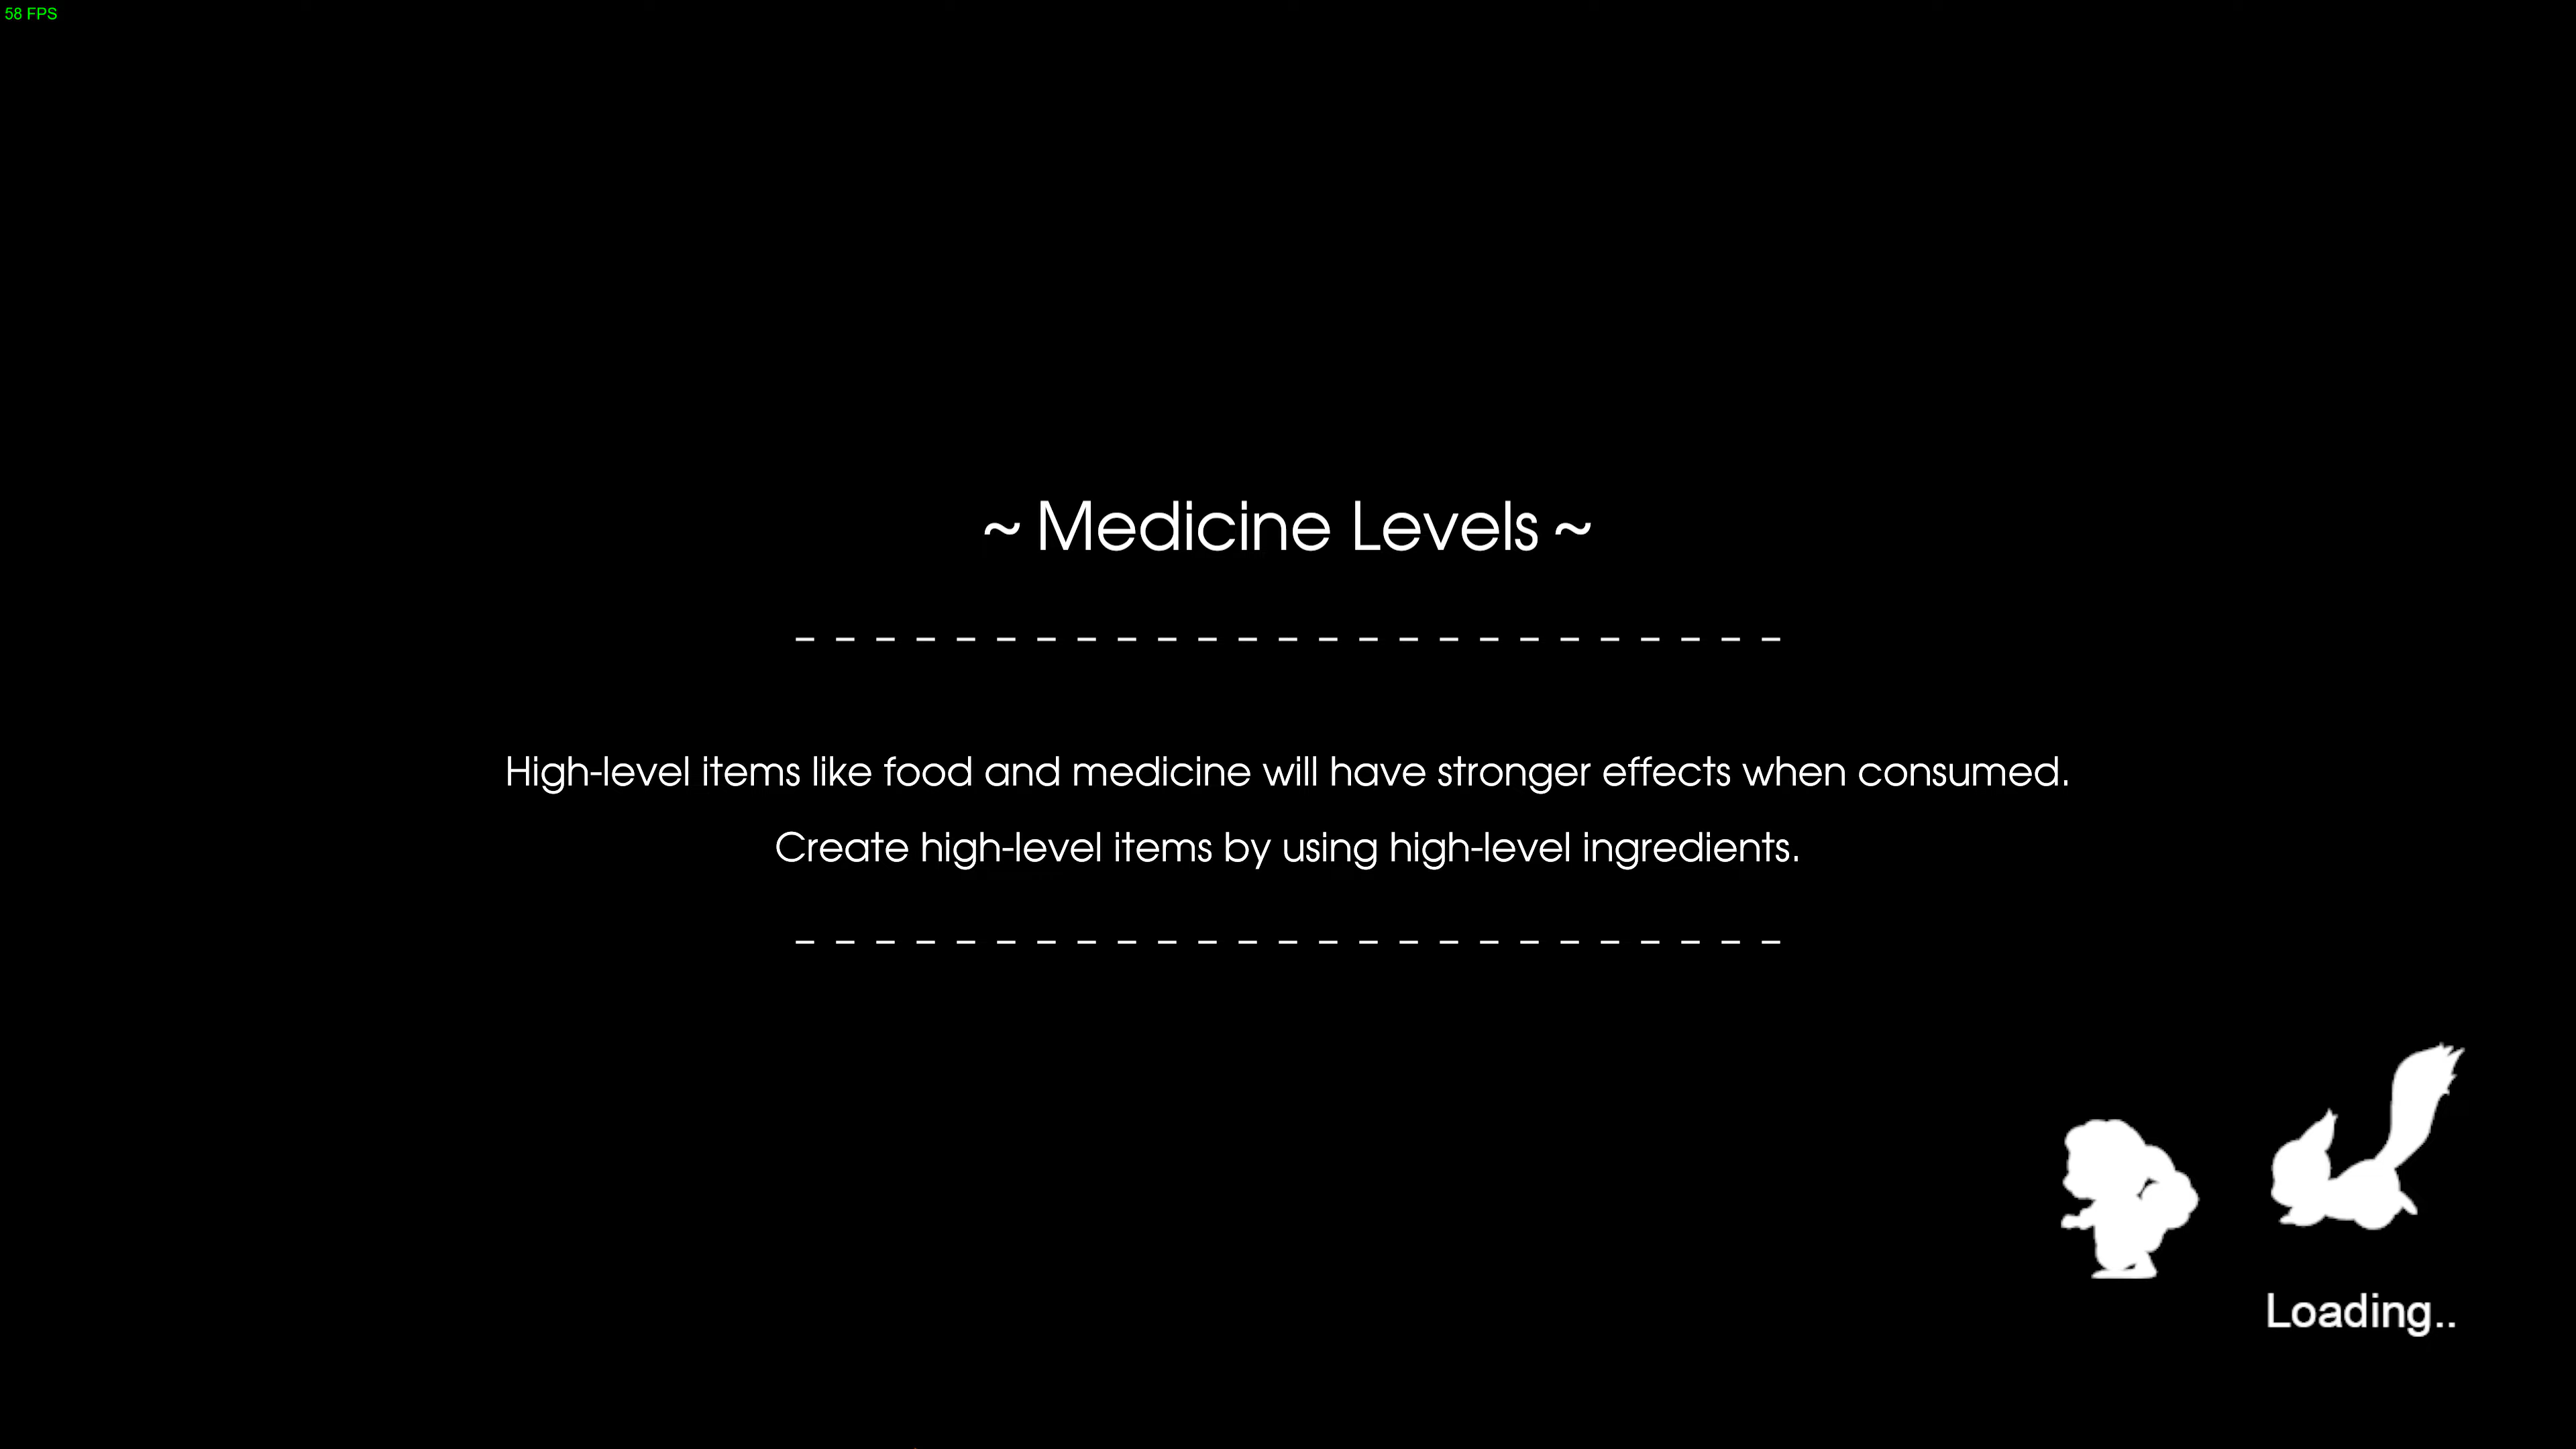 58 FPS
~ Medicine Levels ~
- - - - - - - - - - - - - - - - - - - - - - - - -
High-level items like food and medicine will have stronger effects when consumed.
Create high-level items by using high-level ingredients.
- - - - - - - - - - - - - - - - - - - - - - - - -
Loading..